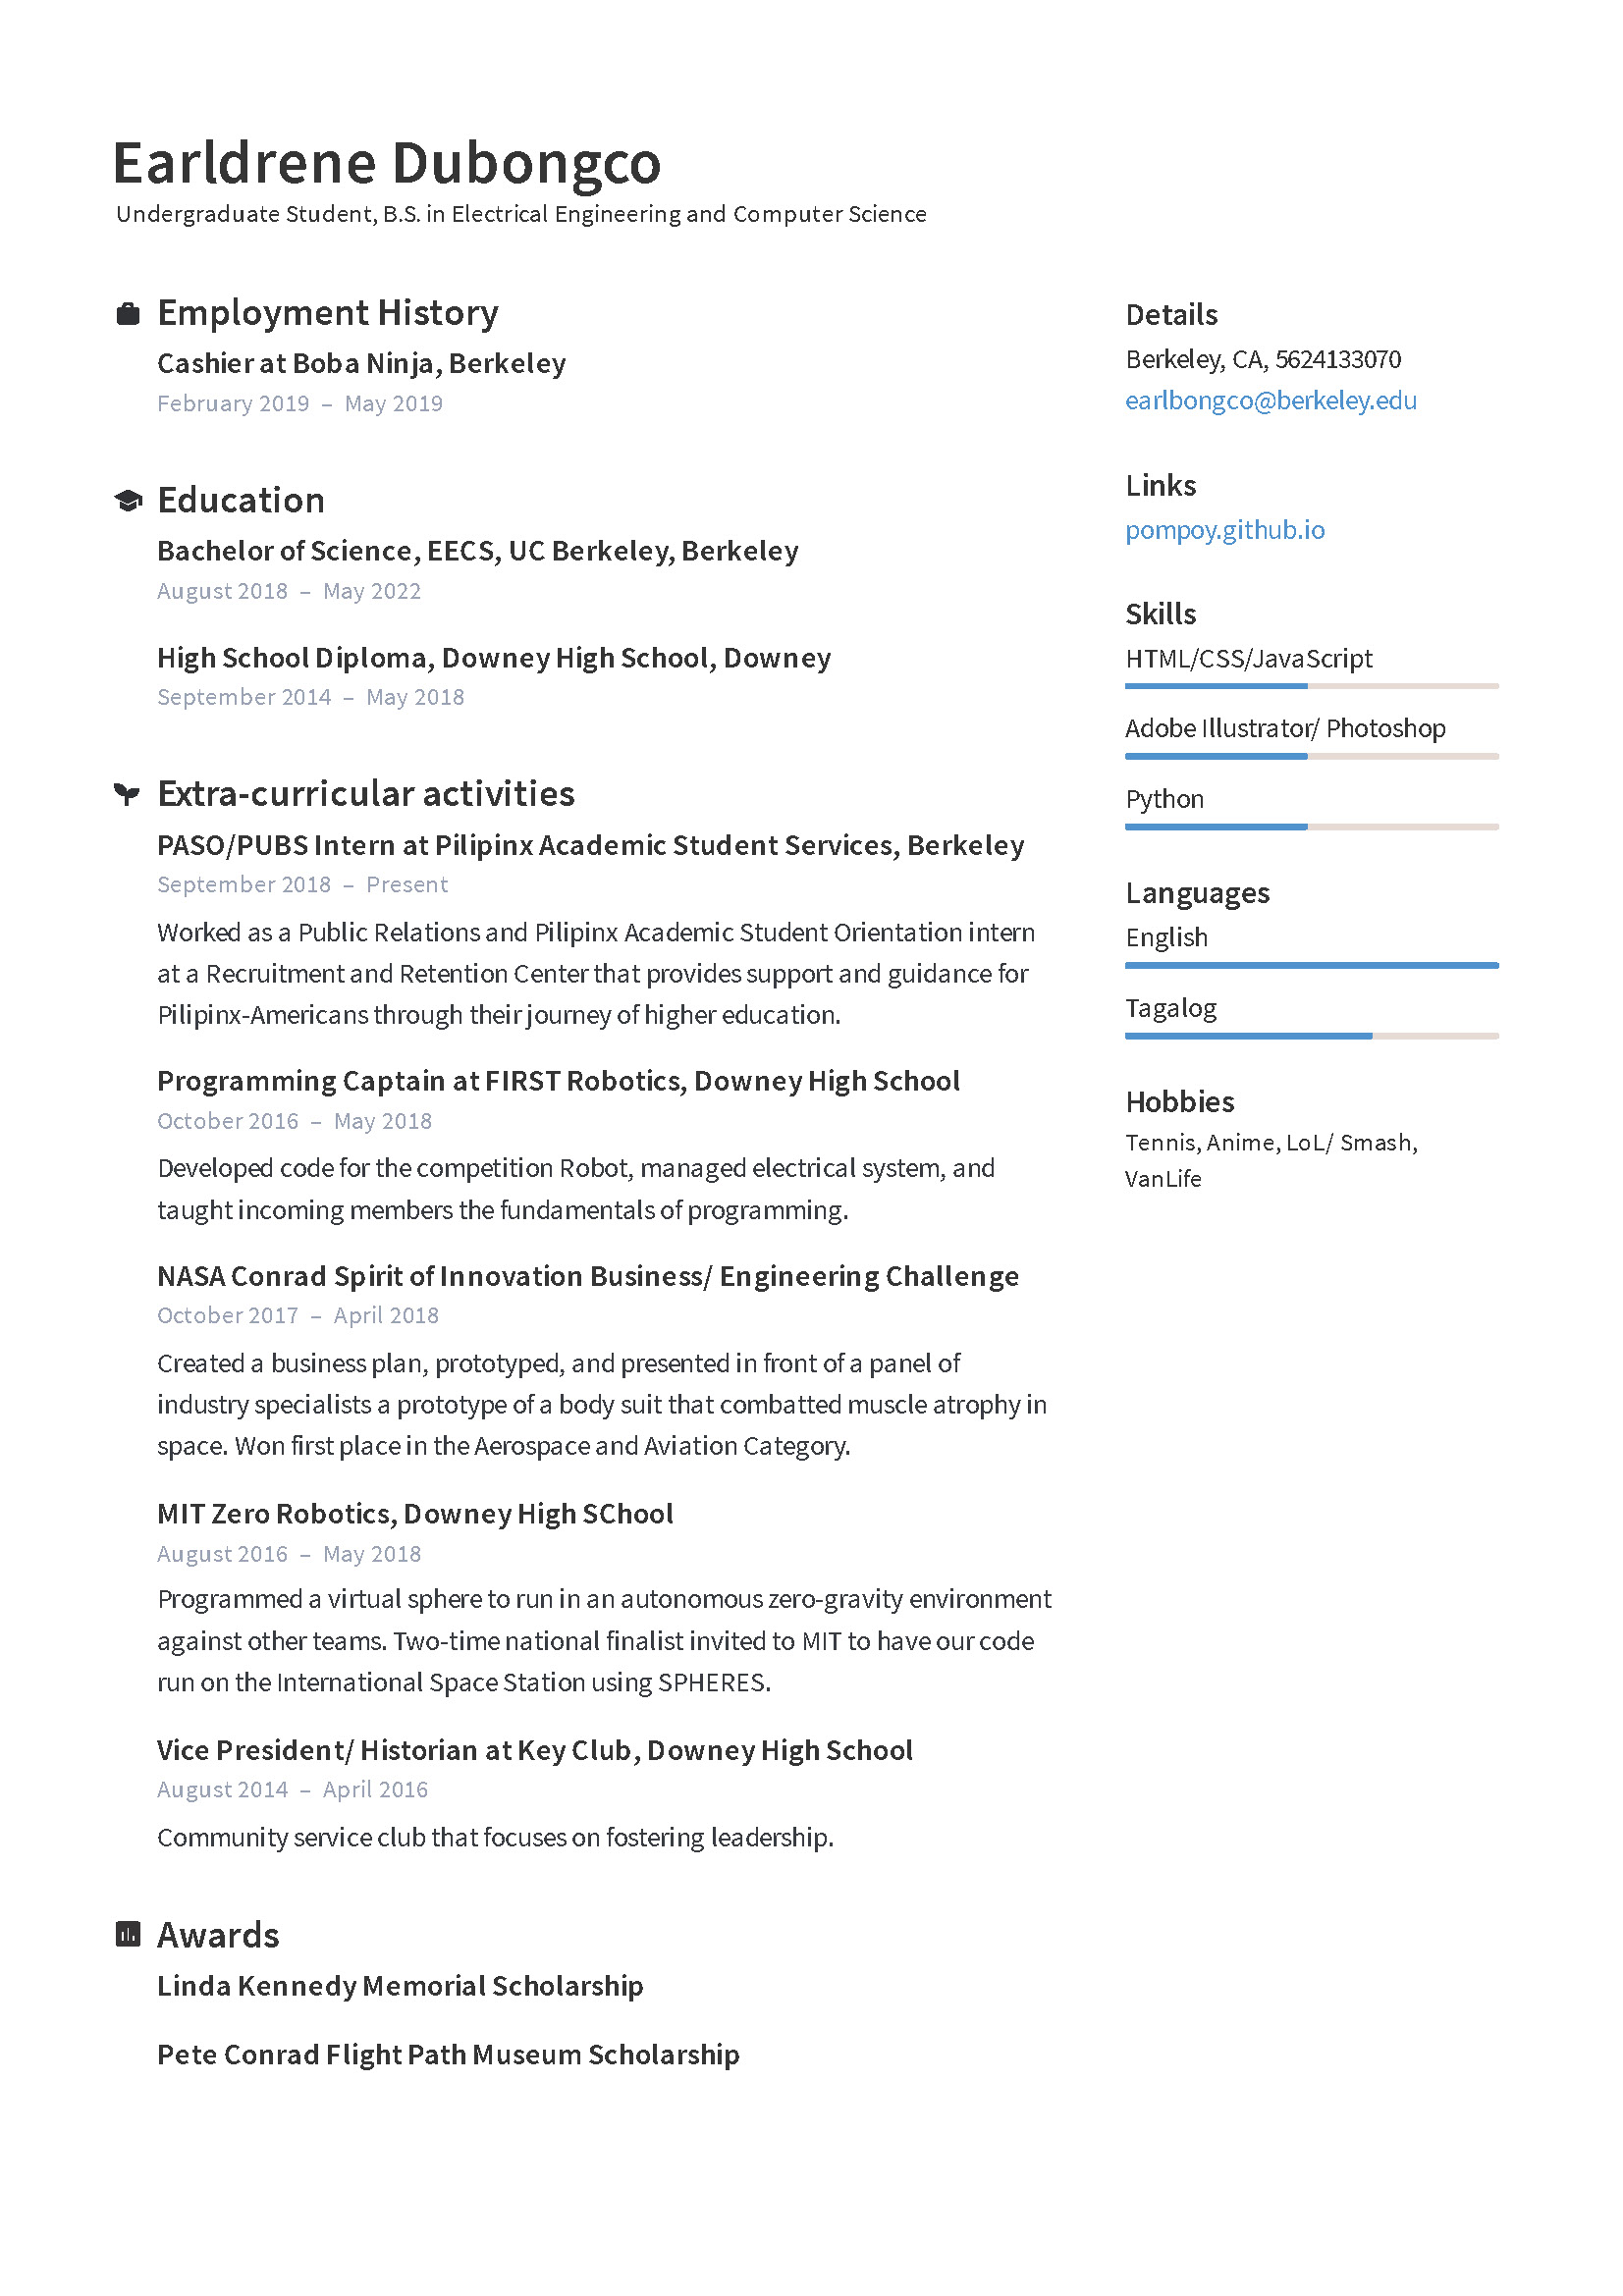 Earldrene Dubongco
Undergraduate Student, B.S. in Electrical Engineering and Computer Science
Employment History
Cashier at Boba Ninja, Berkeley
February 2019 – May 2019
Education
Bachelor of Science, EECS, UC Berkeley, Berkeley
August 2018 – May 2022
High School Diploma, Downey High School, Downey
September 2014 – May 2018
Extra-curricular activities
PASO/PUBS Intern at Pilipinx Academic Student Services, Berkeley
September 2018 – Present
Worked as a Public Relations and Pilipinx Academic Student Orientation intern
at a Recruitment and Retention Center that provides support and guidance for
Pilipinx-Americans through their journey of higher education.
Programming Captain at FIRST Robotics, Downey High School
October 2016 – May 2018
Developed code for the competition Robot, managed electrical system, and
taught incoming members the fundamentals of programming.
NASA Conrad Spirit of Innovation Business/ Engineering Challenge
October 2017 – April 2018
Created a business plan, prototyped, and presented in front of a panel of
industry specialists a prototype of a body suit that combatted muscle atrophy in
space. Won first place in the Aerospace and Aviation Category.
MIT Zero Robotics, Downey High SChool
August 2016 – May 2018
Programmed a virtual sphere to run in an autonomous zero-gravity environment
against other teams. Two-time national finalist invited to MIT to have our code
run on the International Space Station using SPHERES.
Vice President/ Historian at Key Club, Downey High School
August 2014 – April 2016
Community service club that focuses on fostering leadership.
Awards
Linda Kennedy Memorial Scholarship
Pete Conrad Flight Path Museum Scholarship
Details
Berkeley, CA, 5624133070
earlbongco@berkeley.edu
Links
pompoy.github.io
Skills
HTML/CSS/JavaScript
Adobe Illustrator/ Photoshop
Python
Languages
English
Tagalog
Hobbies
Tennis, Anime, LoL/ Smash,
VanLife